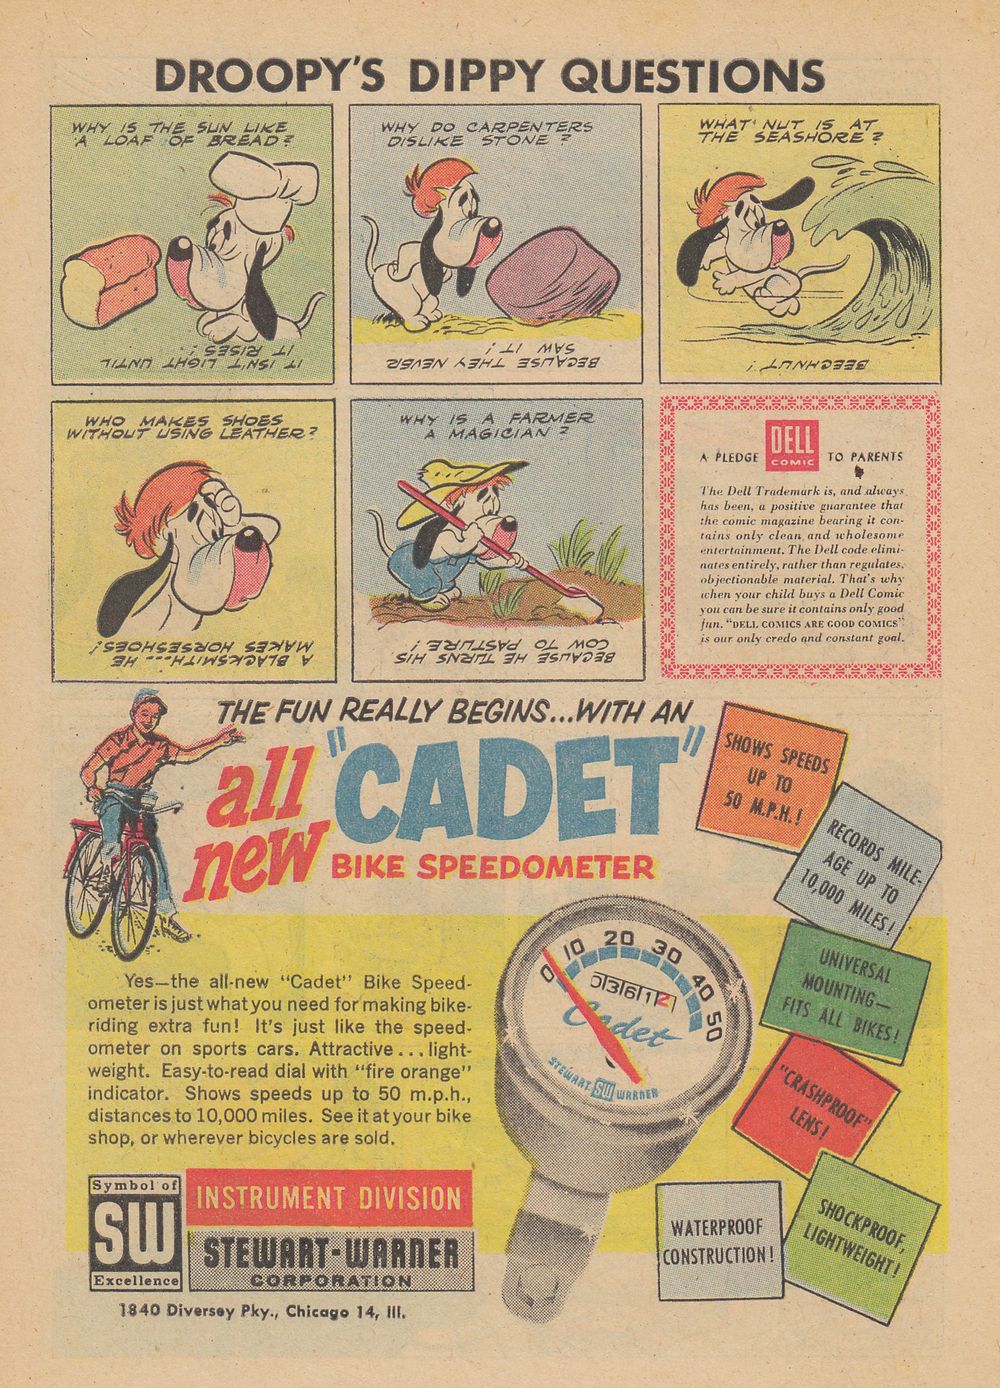 DROOPY'S DIPPY QUESTIONS
WHY IS THE SUN LIKE
A LOAF OF BREAD?
IT ISN'T LIGHT UNTIL
IT RISES!
WHY DO CARPENTERS
DISLIKE STONE?
BECAUSE THEY NEVER
SAW IT!
WHAT NUT IS AT
THE SEASHORE?
BEECHNUT!
WHO MAKES SHOES
WITHOUT USING LEATHER?
A BLACKSMITH--- HE
MAKES HORSESHOES!
WHY IS A FARMER
A MAGICIAN?
BECAUSE HE TURNS HIS
COW TO PASTURE!
A PLEDGE DELL COMIC TO PARENTS
The Dell Trademark is, and always
has been, a positive guarantee that
the comic magazine bearing it con-
tains only clean and wholesome
entertainment. The Dell code elimi-
nates entirely, rather than regulates,
objectionable material. That's why
when your child buys a Dell Comic
you can be sure it contains only good
fun. "DELL COMICS ARE GOOD COMICS"
is our only credo and constant goal.
THE FUN REALLY BEGINS...WITH AN
all new "CADET"
BIKE SPEEDOMETER
SHOWS SPEEDS
UP TO
50 M.P.H.!
RECORDS MILE-
AGE UP TO
10,000 MILES!
UNIVERSAL
MOUNTING—
FITS ALL BIKES!
"CRASHPROOF"
LENS!
SHOCKPROOF,
LIGHTWEIGHT!
WATERPROOF
CONSTRUCTION!
0 10 20 30 40 50
036112
Cadet
STEWART SW WARNER
Yes—the all-new "Cadet" Bike Speed-
ometer is just what you need for making bike-
riding extra fun! It's just like the speed-
ometer on sports cars. Attractive...light-
weight. Easy-to-read dial with "fire orange"
indicator. Shows speeds up to 50 m.p.h.,
distances to 10,000 miles. See it at your bike
shop, or wherever bicycles are sold.
Symbol of
SW
Excellence
INSTRUMENT DIVISION
STEWART-WARNER
CORPORATION
1840 Diversey Pky., Chicago 14, Ill.